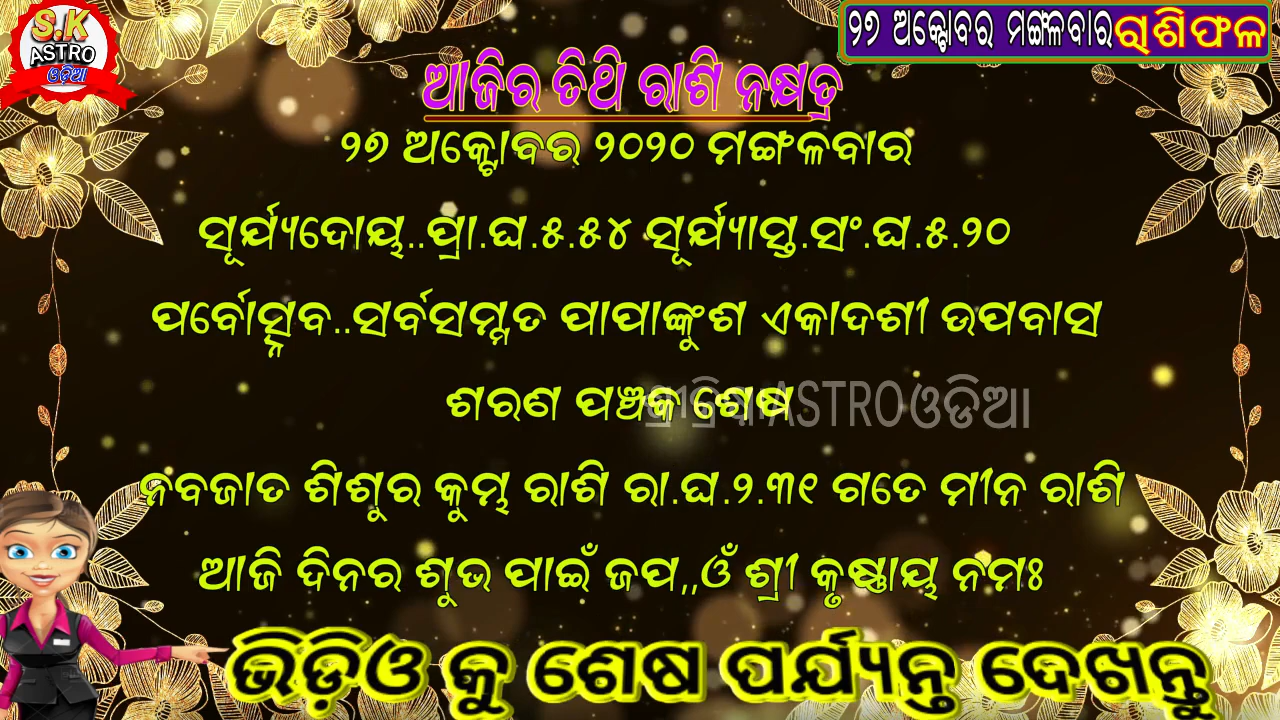 S.K
ASTRO
ଓଡ଼ିଆ
୨୭ ଅକ୍ଟୋବର ମଙ୍ଗଳବାର ରାଶିଫଳ
ଆଜିର ତିଥି ରାଶି ନକ୍ଷତ୍ର
୨୭ ଅକ୍ଟୋବର ୨୦୨୦ ମଙ୍ଗଳବାର
ସୂର୍ଯ୍ୟଦୋୟ..ପ୍ରା.ଘ.୫.୫୪ ସୂର୍ଯ୍ୟାସ୍ତ.ସଂ.ଘ.୫.୨୦
ପର୍ବୋତ୍ସବ..ସର୍ବସମ୍ମତ ପାପାଙ୍କୁଶ ଏକାଦଶୀ ଉପବାସ
ଶରଣ ପଞ୍ଚକ ଶେଷ
ASTROଓଡିଆ
ନବଜାତ ଶିଶୁର କୁମ୍ଭ ରାଶି ରା.ଘ.୨.୩୧ ଗତେ ମୀନ ରାଶି
ଆଜି ଦିନର ଶୁଭ ପାଇଁ ଜପ,,ଓଁ ଶ୍ରୀ କୃଷ୍ଣାୟ ନମଃ
ଭିଡ଼ିଓ କୁ ଶେଷ ପର୍ଯ୍ୟନ୍ତ ଦେଖନ୍ତୁ